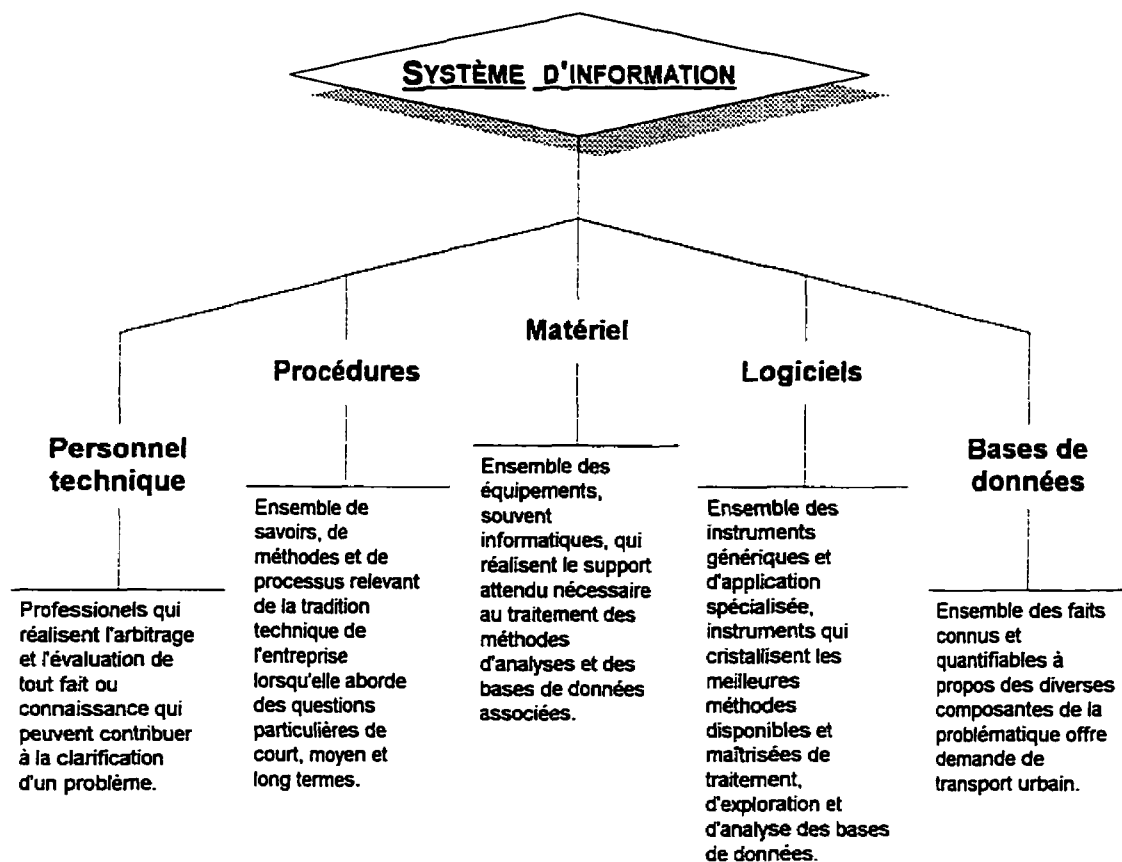 SYSTÈME D'INFORMATION
Personnel
technique
Professionels qui
réalisent l'arbitrage
et l'évaluation de
tout fait ou
connaissance qui
peuvent contribuer
à la clarification
d'un problème.
Procédures
Ensemble de
savoirs, de
méthodes et de
processus relevant
de la tradition
technique de
l'entreprise
lorsqu'elle aborde
des questions
particulières de
court, moyen et
long termes.
Matériel
Ensemble des
équipements,
souvent
informatiques, qui
réalisent le support
attendu nécessaire
au traitement des
méthodes
d'analyses et des
bases de données
associées.
Logiciels
Ensemble des
instruments
génériques et
d'application
spécialisée,
instruments qui
cristallisent les
meilleures
méthodes
disponibles et
maîtrisées de
traitement,
d'exploration et
d'analyse des bases
de données.
Bases de
données
Ensemble des faits
connus et
quantifiables à
propos des diverses
composantes de la
problématique offre
demande de
transport urbain.